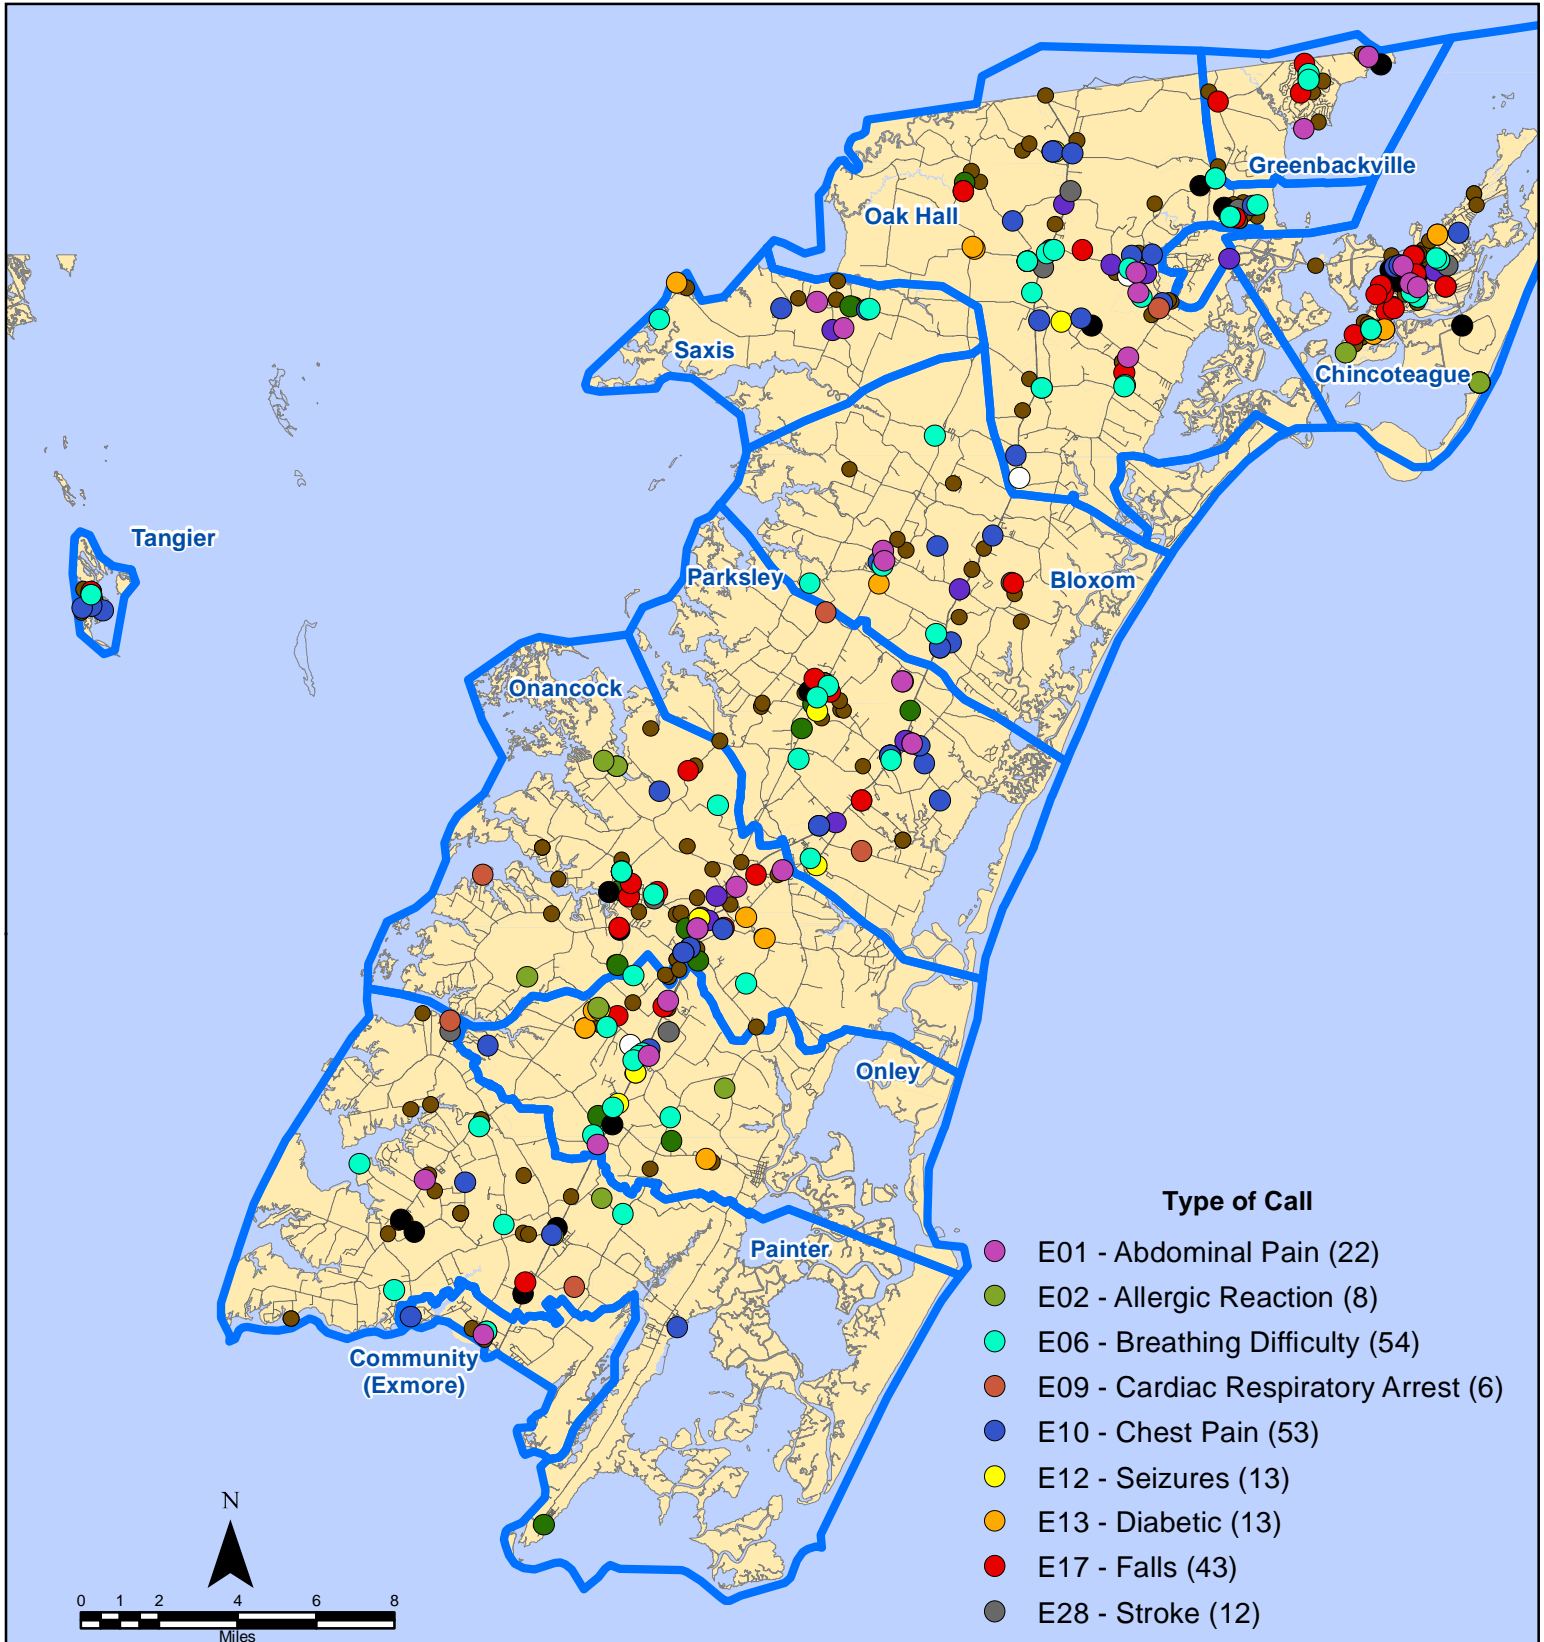 Greenbackville
Oak Hall
Saxis
Chincoteague
Tangier
Parksley
Bloxom
Onancock
Onley
Painter
Community
(Exmore)
Type of Call
E01 - Abdominal Pain (22)
E02 - Allergic Reaction (8)
E06 - Breathing Difficulty (54)
E09 - Cardiac Respiratory Arrest (6)
E10 - Chest Pain (53)
E12 - Seizures (13)
E13 - Diabetic (13)
E17 - Falls (43)
E28 - Stroke (12)
N
0 1 2 4 6 8
Miles